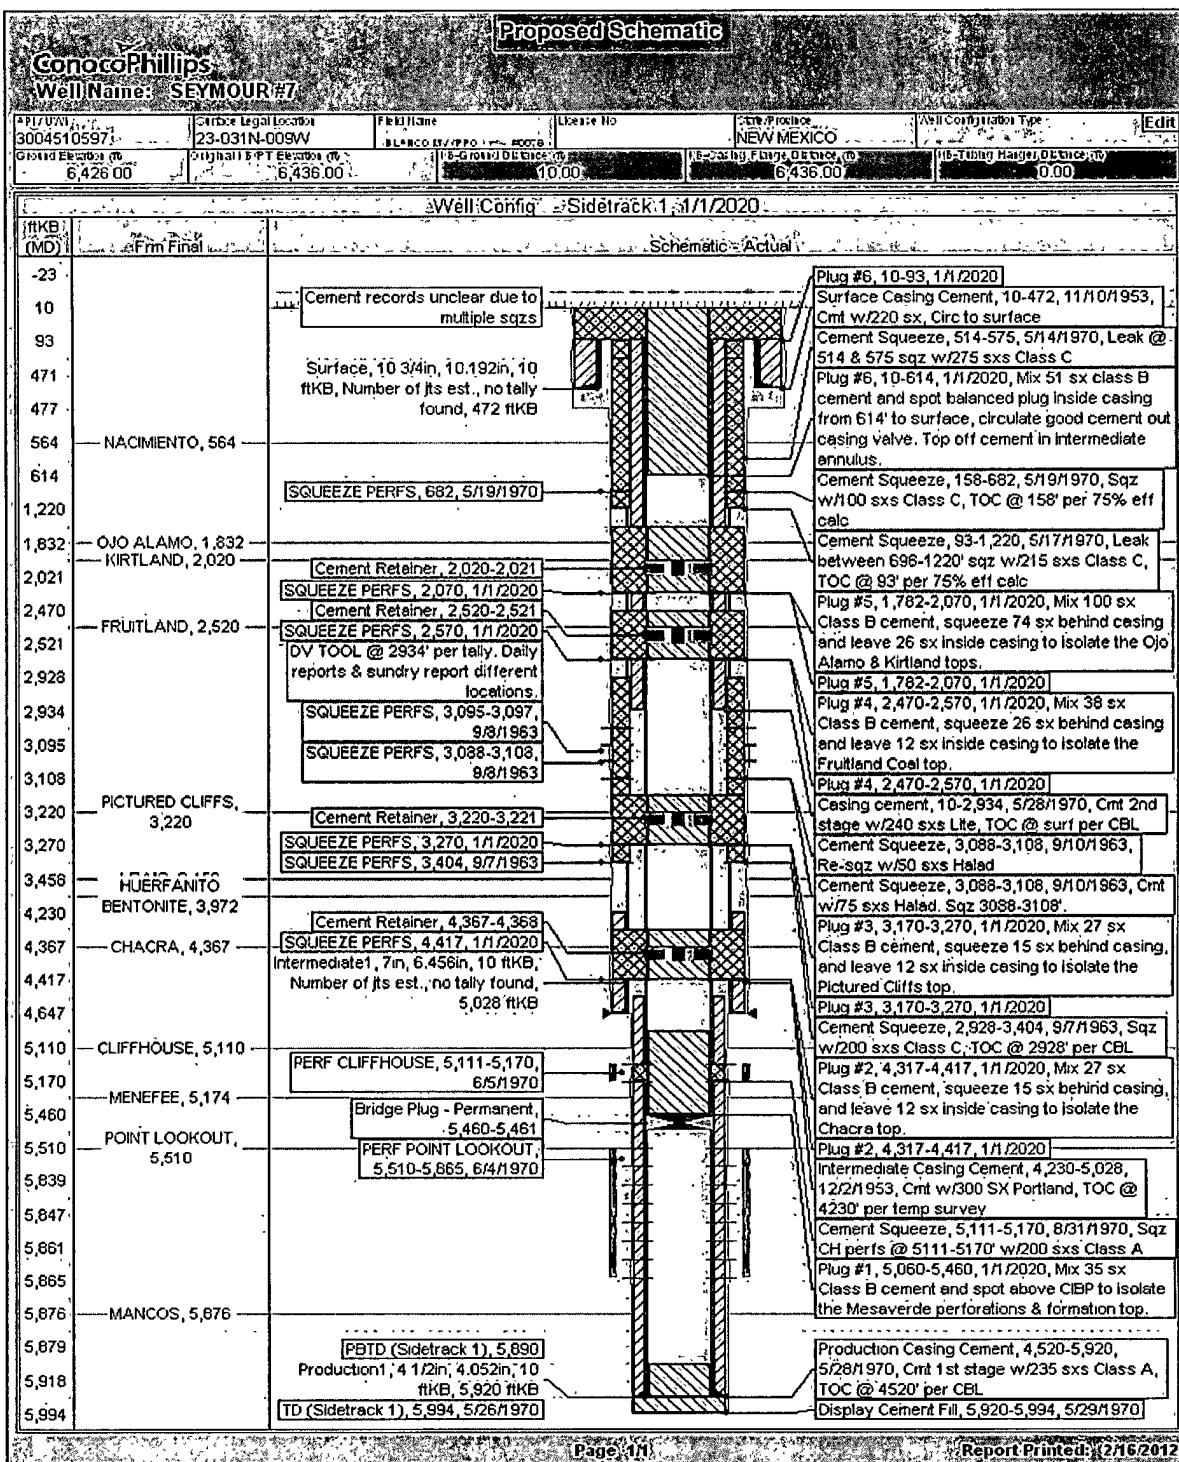 Proposed Schematic
ConocoPhillips
Well Name: SEYMOUR #7
API / UWI
3004510597
Surface Legal Location
23-031N-009W
Field Name
License No
State/Province
NEW MEXICO
Well Configuration Type
Edit
Ground Elevation (ft)
6,426.00
Original KB/RT Elevation (ft)
6,436.00
KB-Ground Distance (ft)
10.00
KB-Casing Flange Distance (ft)
6,436.00
KB-Tubing Hanger Distance (ft)
0.00
Well Config: - Sidetrack 1, 1/1/2020
ftKB
(MD)
Frm Final
Schematic - Actual
-23
10
93
471
477
564
614
1,220
1,832
2,021
2,470
2,521
2,928
2,934
3,095
3,108
3,220
3,270
3,458
4,230
4,367
4,417
4,647
5,110
5,170
5,460
5,510
5,839
5,847
5,861
5,865
5,876
5,879
5,918
5,994
NACIMIENTO, 564
OJO ALAMO, 1,832
KIRTLAND, 2,020
FRUITLAND, 2,520
PICTURED CLIFFS,
3,220
HUERFANITO
BENTONITE, 3,972
CHACRA, 4,367
CLIFFHOUSE, 5,110
MENEFEE, 5,174
POINT LOOKOUT,
5,510
MANCOS, 5,876
Cement records unclear due to
multiple sqzs
Surface, 10 3/4in, 10.192in, 10
ftKB, Number of jts est., no tally
found, 472 ftKB
SQUEEZE PERFS, 682, 5/19/1970
Cement Retainer, 2,020-2,021
SQUEEZE PERFS, 2,070, 1/1/2020
Cement Retainer, 2,520-2,521
SQUEEZE PERFS, 2,570, 1/1/2020
DV TOOL @ 2934' per tally. Daily
reports & sundry report different
locations.
SQUEEZE PERFS, 3,095-3,097,
9/8/1963
SQUEEZE PERFS, 3,088-3,108,
9/8/1963
Cement Retainer, 3,220-3,221
SQUEEZE PERFS, 3,270, 1/1/2020
SQUEEZE PERFS, 3,404, 9/7/1963
Cement Retainer, 4,367-4,368
SQUEEZE PERFS, 4,417, 1/1/2020
Intermediate1, 7in, 6.456in, 10 ftKB,
Number of jts est., no tally found,
5,028 ftKB
PERF CLIFFHOUSE, 5,111-5,170,
6/5/1970
Bridge Plug - Permanent,
5,460-5,461
PERF POINT LOOKOUT,
5,510-5,865, 6/4/1970
PBTD (Sidetrack 1), 5,890
Production1, 4 1/2in, 4.052in, 10
ftKB, 5,920 ftKB
TD (Sidetrack 1), 5,994, 5/26/1970
Plug #6, 10-93, 1/1/2020
Surface Casing Cement, 10-472, 11/10/1953,
Cmt w/220 sx, Circ to surface
Cement Squeeze, 514-575, 5/14/1970, Leak @
514 & 575 sqz w/275 sxs Class C
Plug #6, 10-614, 1/1/2020, Mix 51 sx class B
cement and spot balanced plug inside casing
from 614' to surface, circulate good cement out
casing valve. Top off cement in intermediate
annulus.
Cement Squeeze, 158-682, 5/19/1970, Sqz
w/100 sxs Class C, TOC @ 158' per 75% eff
calc
Cement Squeeze, 93-1,220, 5/17/1970, Leak
between 696-1220' sqz w/215 sxs Class C,
TOC @ 93' per 75% eff calc
Plug #5, 1,782-2,070, 1/1/2020, Mix 100 sx
Class B cement, squeeze 74 sx behind casing
and leave 26 sx inside casing to isolate the Ojo
Alamo & Kirtland tops.
Plug #5, 1,782-2,070, 1/1/2020
Plug #4, 2,470-2,570, 1/1/2020, Mix 38 sx
Class B cement, squeeze 26 sx behind casing
and leave 12 sx inside casing to isolate the
Fruitland Coal top.
Plug #4, 2,470-2,570, 1/1/2020
Casing cement, 10-2,934, 5/28/1970, Cmt 2nd
stage w/240 sxs Lite, TOC @ surf per CBL
Cement Squeeze, 3,088-3,108, 9/10/1963,
Re-sqz w/50 sxs Halad
Cement Squeeze, 3,088-3,108, 9/10/1963, Cmt
w/75 sxs Halad. Sqz 3088-3108'.
Plug #3, 3,170-3,270, 1/1/2020, Mix 27 sx
Class B cement, squeeze 15 sx behind casing,
and leave 12 sx inside casing to isolate the
Pictured Cliffs top.
Plug #3, 3,170-3,270, 1/1/2020
Cement Squeeze, 2,928-3,404, 9/7/1963, Sqz
w/200 sxs Class C, TOC @ 2928' per CBL
Plug #2, 4,317-4,417, 1/1/2020, Mix 27 sx
Class B cement, squeeze 15 sx behind casing,
and leave 12 sx inside casing to isolate the
Chacra top.
Plug #2, 4,317-4,417, 1/1/2020
Intermediate Casing Cement, 4,230-5,028,
12/2/1953, Cmt w/300 SX Portland, TOC @
4230' per temp survey
Cement Squeeze, 5,111-5,170, 8/31/1970, Sqz
CH perfs @ 5111-5170' w/200 sxs Class A
Plug #1, 5,060-5,460, 1/1/2020, Mix 35 sx
Class B cement and spot above CIBP to isolate
the Mesaverde perforations & formation top.
Production Casing Cement, 4,520-5,920,
5/28/1970, Cmt 1st stage w/235 sxs Class A,
TOC @ 4520' per CBL
Display Cement Fill, 5,920-5,994, 5/29/1970
Page 1/1
Report Printed: 2/16/2012